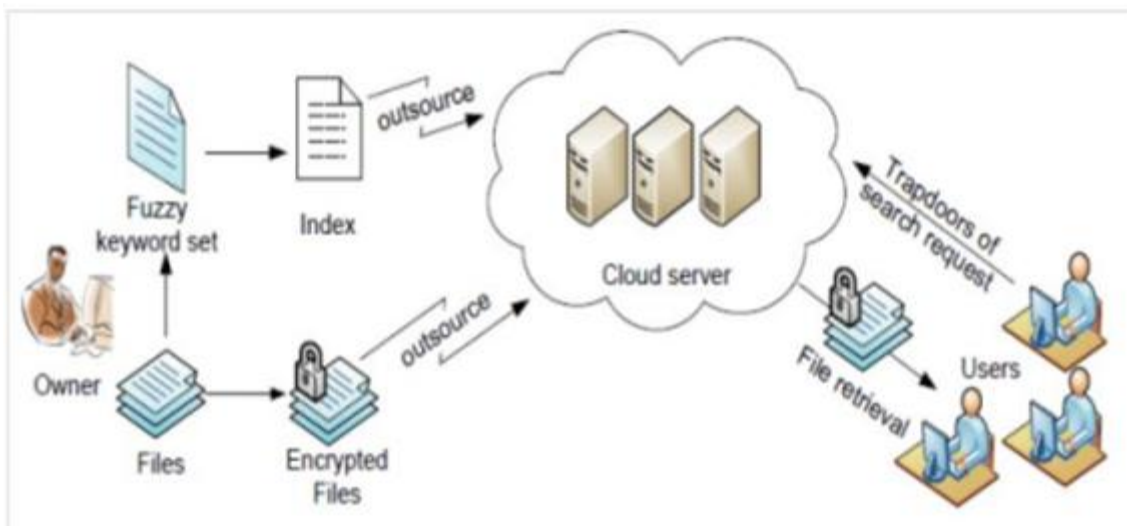 outsource
Fuzzy
keyword set
Index
Trapdoors of
search request
Cloud server
Owner
outsource
Files
Encrypted
Files
File retrieval
Users